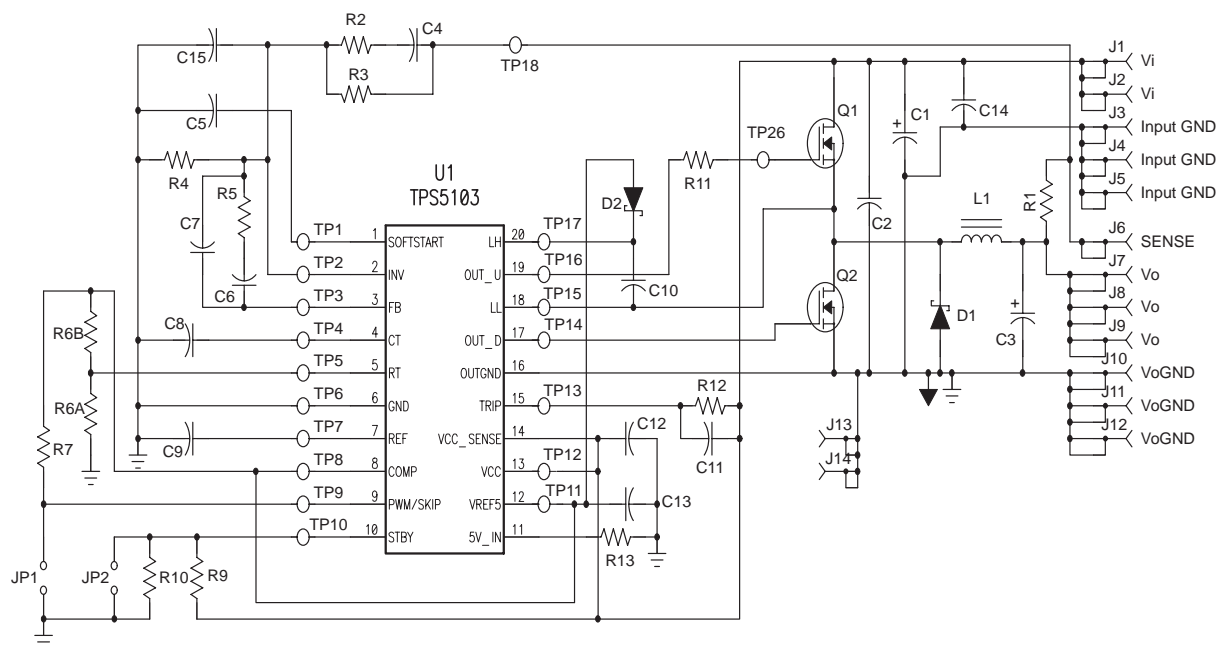 R2
C4
C15
R3
TP18
C5
R4
R5
C7
C6
TP26
R11
Q1
C1
C14
J1
Vi
J2
Vi
J3
Input GND
J4
Input GND
J5
Input GND
J6
SENSE
J7
Vo
J8
Vo
J9
Vo
J10
VoGND
J11
VoGND
J12
VoGND
U1
TPS5103
D2
C10
C2
Q2
L1
R1
D1
+
C3
+
TP1
1
SOFTSTART
LH
20
TP17
TP2
2
INV
OUT_U
19
TP16
TP3
3
FB
LL
18
TP15
C8
TP4
4
CT
OUT_D
17
TP14
R6B
TP5
5
RT
OUTGND
16
R6A
TP6
6
GND
TRIP
15
TP13
R12
R7
C9
TP7
7
REF
VCC_SENSE
14
C12
C11
TP8
8
COMP
VCC
13
TP12
TP9
9
PWM/SKIP
VREF5
12
TP11
C13
TP10
10
STBY
5V_IN
11
R13
J13
J14
JP1
JP2
R10
R9